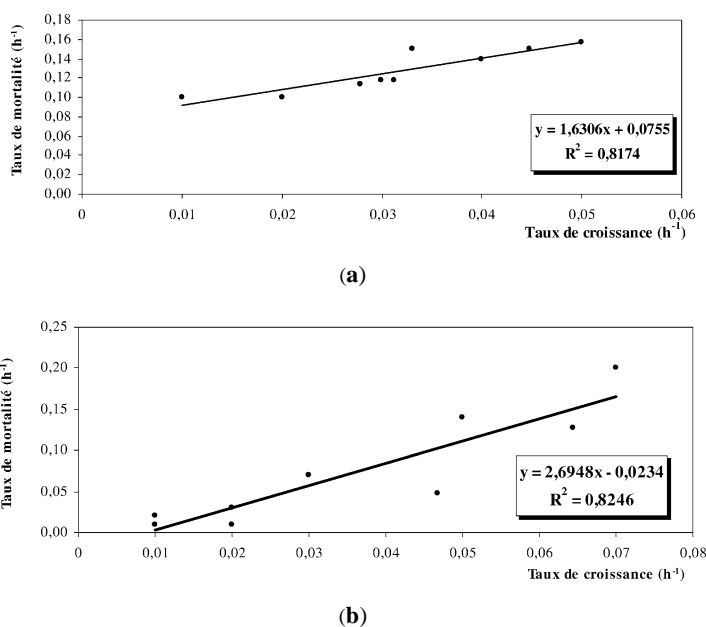 0,18
0,16
0,14
0,12
0,10
0,08
0,06
0,04
0,02
0,00
Taux de mortalité (h⁻¹)
y = 1,6306x + 0,0755
R² = 0,8174
0 0,01 0,02 0,03 0,04 0,05 0,06
Taux de croissance (h⁻¹)
(a)
0,25
0,20
0,15
0,10
0,05
0,00
Taux de mortalité (h⁻¹)
y = 2,6948x - 0,0234
R² = 0,8246
0 0,01 0,02 0,03 0,04 0,05 0,06 0,07 0,08
Taux de croissance (h⁻¹)
(b)